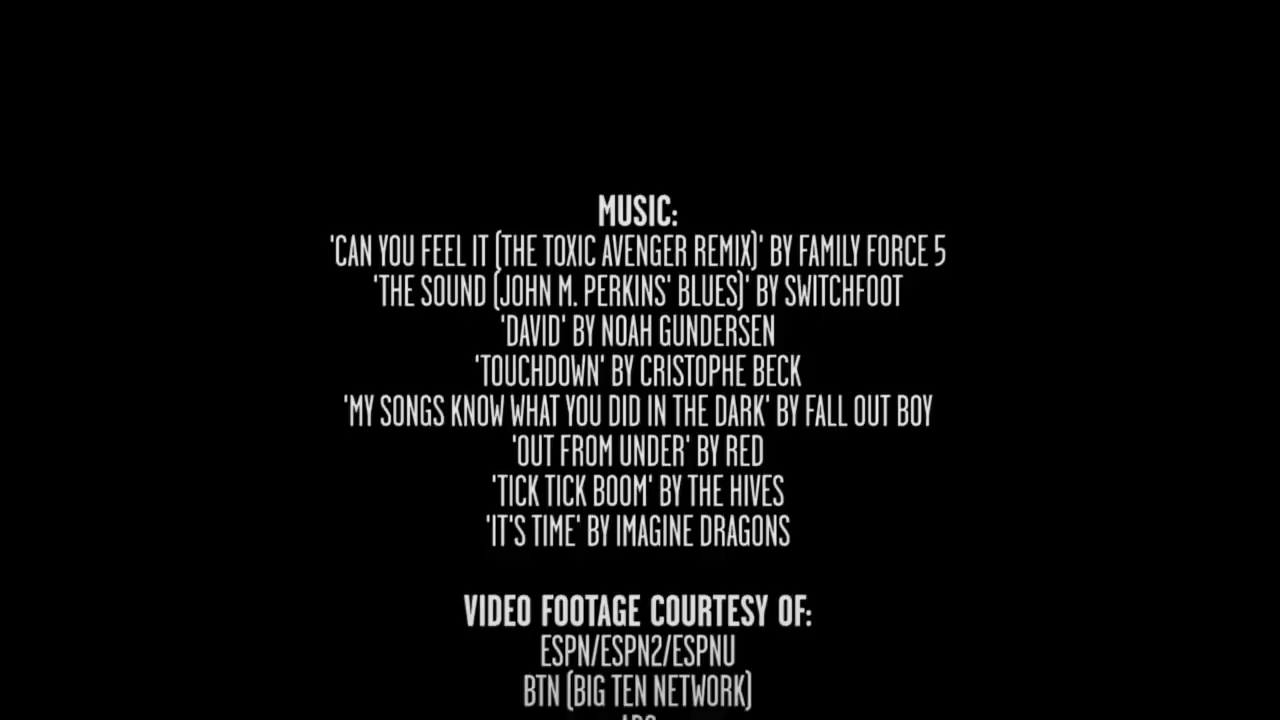 MUSIC:
'CAN YOU FEEL IT (THE TOXIC AVENGER REMIX)' BY FAMILY FORCE 5
'THE SOUND (JOHN M. PERKINS' BLUES)' BY SWITCHFOOT
'DAVID' BY NOAH GUNDERSEN
'TOUCHDOWN' BY CRISTOPHE BECK
'MY SONGS KNOW WHAT YOU DID IN THE DARK' BY FALL OUT BOY
'OUT FROM UNDER' BY RED
'TICK TICK BOOM' BY THE HIVES
'IT'S TIME' BY IMAGINE DRAGONS
VIDEO FOOTAGE COURTESY OF:
ESPN/ESPN2/ESPNU
BTN (BIG TEN NETWORK)